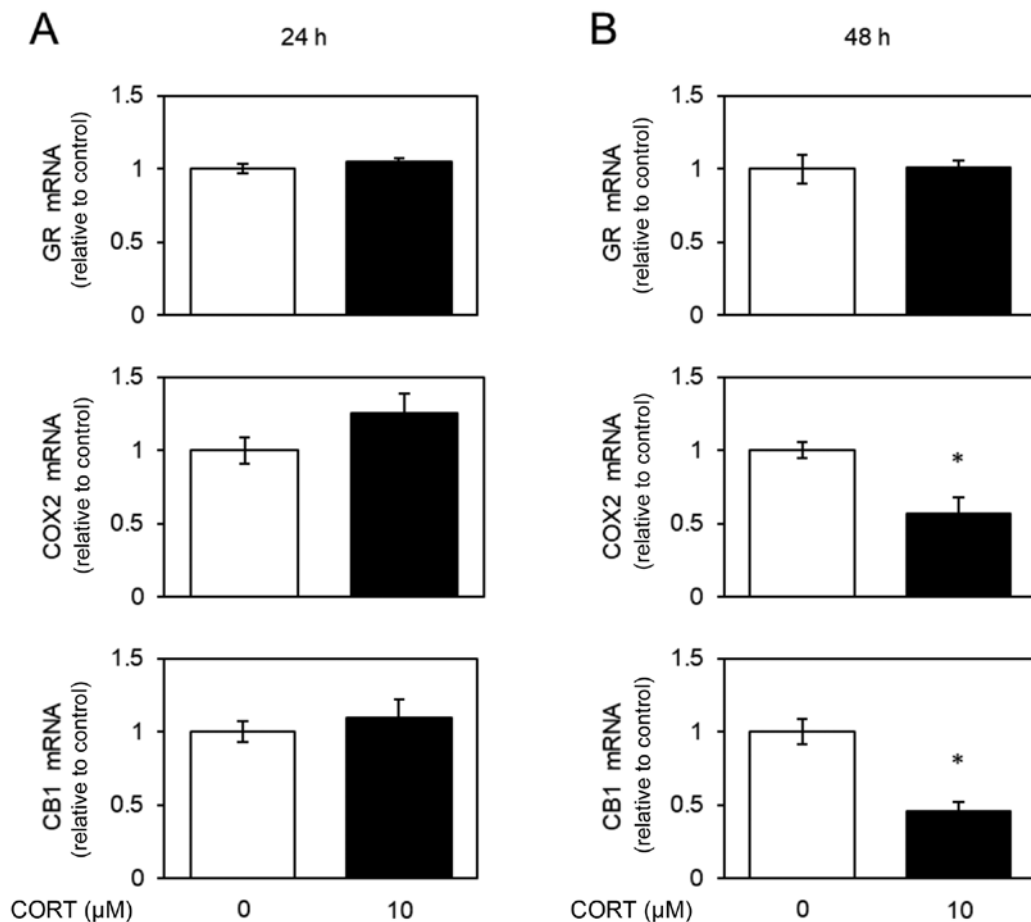 A
24 h
B
48 h
GR mRNA
(relative to control)
1.5
1
0.5
0
GR mRNA
(relative to control)
1.5
1
0.5
0
COX2 mRNA
(relative to control)
1.5
1
0.5
0
COX2 mRNA
(relative to control)
1.5
1
0.5
0
*
CB1 mRNA
(relative to control)
1.5
1
0.5
0
CB1 mRNA
(relative to control)
1.5
1
0.5
0
*
CORT (μM) 0 10
CORT (μM) 0 10